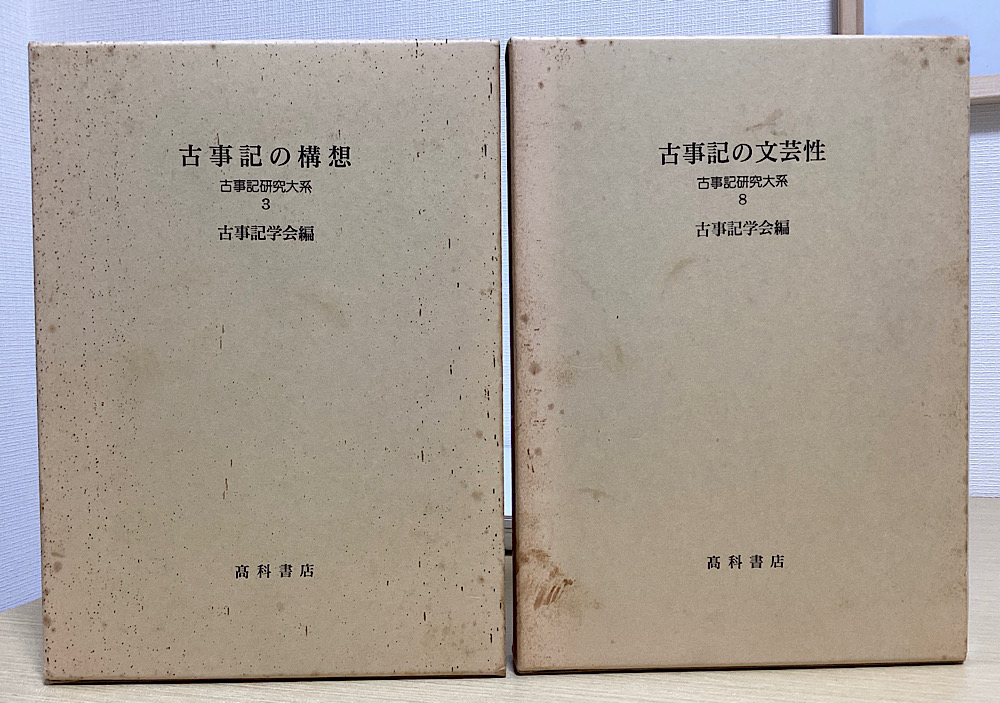 古事記の構想
古事記研究大系
3
古事記学会編
髙科書店
古事記の文芸性
古事記研究大系
8
古事記学会編
髙科書店